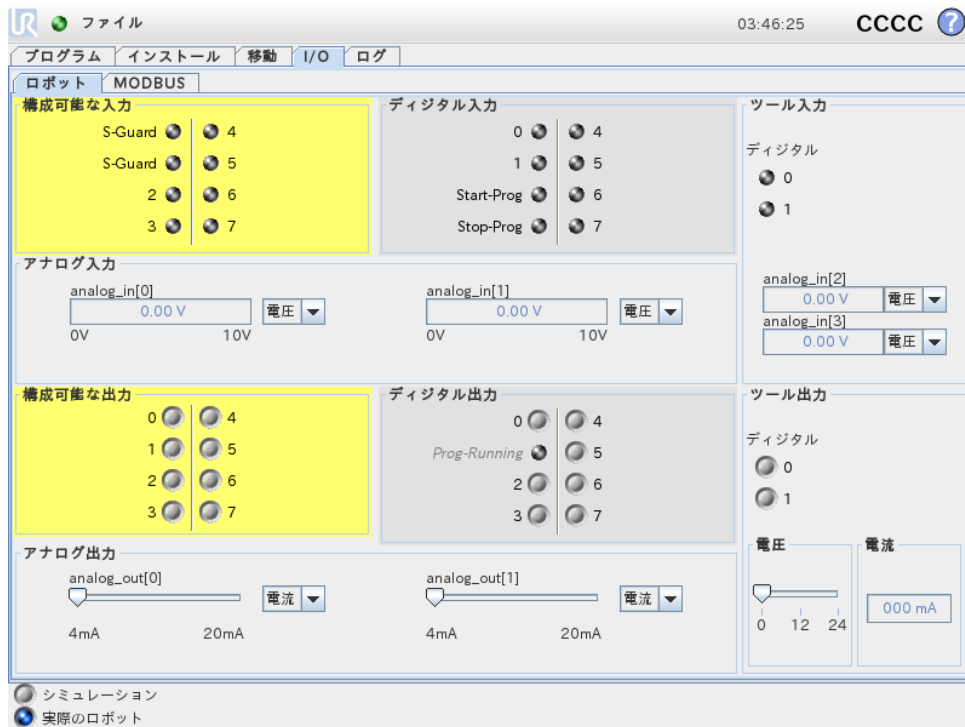 UR ファイル 03:46:25 CCCC ?
プログラム インストール 移動 I/O ログ
ロボット MODBUS
構成可能な入力
S-Guard 4
S-Guard 5
2 6
3 7
ディジタル入力
0 4
1 5
Start-Prog 6
Stop-Prog 7
ツール入力
ディジタル
0
1
analog_in[2]
0.00 V 電圧
analog_in[3]
0.00 V 電圧
アナログ入力
analog_in[0]
0.00 V 電圧
0V 10V
analog_in[1]
0.00 V 電圧
0V 10V
構成可能な出力
0 4
1 5
2 6
3 7
ディジタル出力
0 4
Prog-Running 5
2 6
3 7
ツール出力
ディジタル
0
1
電圧
0 12 24
電流
000 mA
アナログ出力
analog_out[0]
電流
4mA 20mA
analog_out[1]
電流
4mA 20mA
シミュレーション
実際のロボット